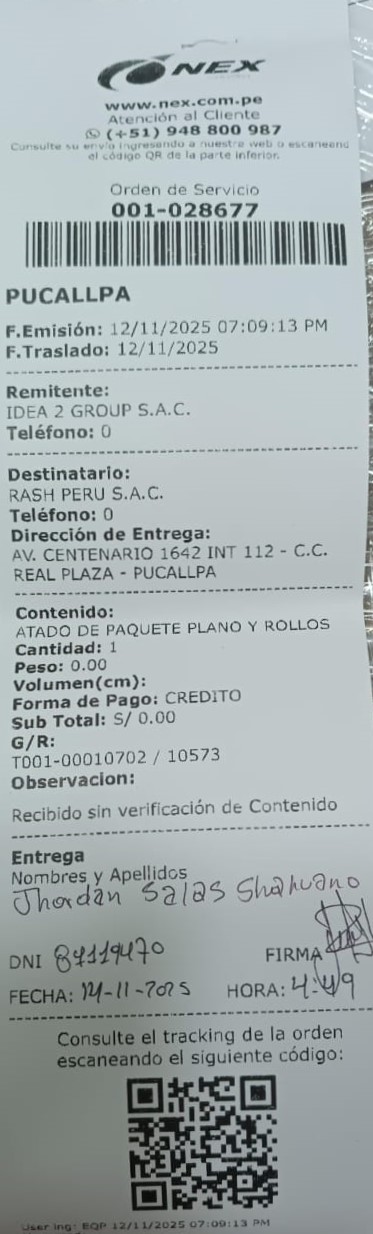 NEX
www.nex.com.pe
Atención al Cliente
(+51) 948 800 987
Consulte su envío ingresando a nuestra web o escaneand
el código QR de la parte inferior.
Orden de Servicio
001-028677
PUCALLPA
F.Emisión: 12/11/2025 07:09:13 PM
F.Traslado: 12/11/2025
Remitente:
IDEA 2 GROUP S.A.C.
Teléfono: 0
Destinatario:
RASH PERU S.A.C.
Teléfono: 0
Dirección de Entrega:
AV. CENTENARIO 1642 INT 112 - C.C.
REAL PLAZA - PUCALLPA
Contenido:
ATADO DE PAQUETE PLANO Y ROLLOS
Cantidad: 1
Peso: 0.00
Volumen(cm):
Forma de Pago: CREDITO
Sub Total: S/ 0.00
G/R:
T001-00010702 / 10573
Observacion:
Recibido sin verificación de Contenido
Entrega
Nombres y Apellidos
Jhordan Salas Shahuano
DNI FIRMA
FECHA: 14-11-2025 HORA: 4:49
Consulte el tracking de la orden
escaneando el siguiente código:
User ing: EQP 12/11/2025 07:09:13 PM